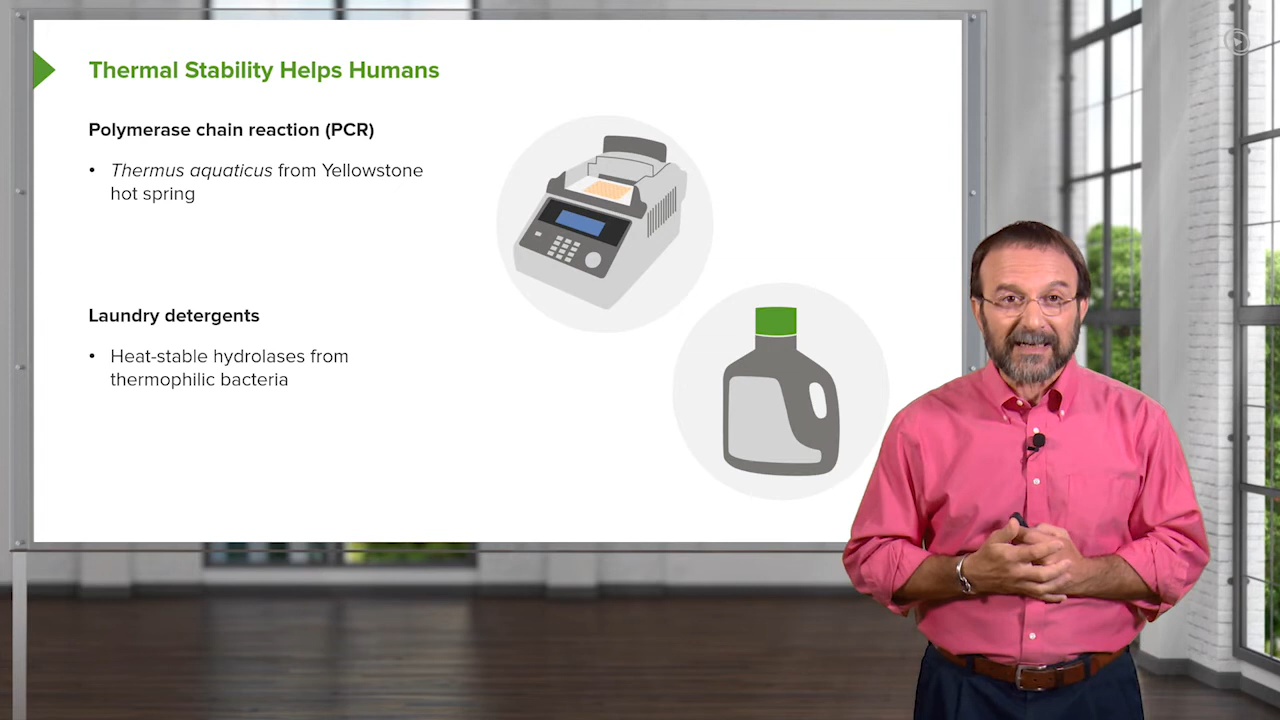 Thermal Stability Helps Humans
Polymerase chain reaction (PCR)
• Thermus aquaticus from Yellowstone
hot spring
Laundry detergents
• Heat-stable hydrolases from
thermophilic bacteria